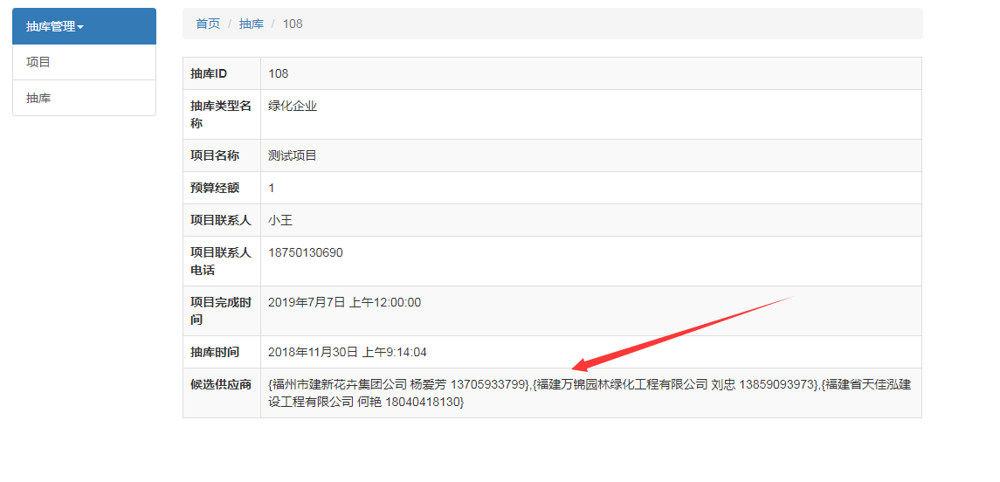 抽库管理
项目
抽库
首页 / 抽库 / 108
抽库ID 108
抽库类型名
称
绿化企业
项目名称 测试项目
预算经额 1
项目联系人 小王
项目联系人
电话
18750130690
项目完成时
间
2019年7月7日 上午12:00:00
抽库时间 2018年11月30日 上午9:14:04
候选供应商 {福州市建新花卉集团公司 杨爱芳 13705933799},{福建万锦园林绿化工程有限公司 刘忠 13859093973},{福建省天佳泓建
设工程有限公司 何艳 18040418130}